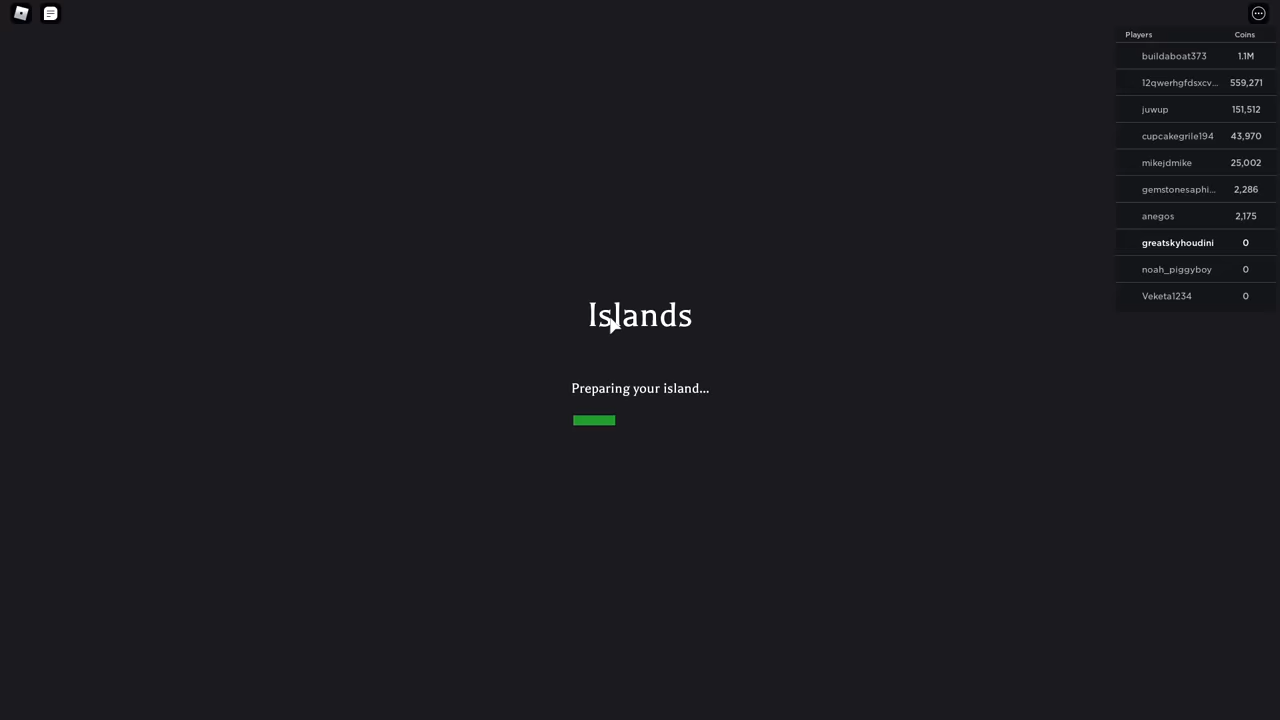 Players Coins
buildaboat373 1.1M
12qwerhgfdsxcv... 559,271
juwup 151,512
cupcakegrile194 43,970
mikejdmike 25,002
gemstonesaphi... 2,286
anegos 2,175
greatskyhoudini 0
noah_piggyboy 0
Veketa1234 0
Islands
Preparing your island...